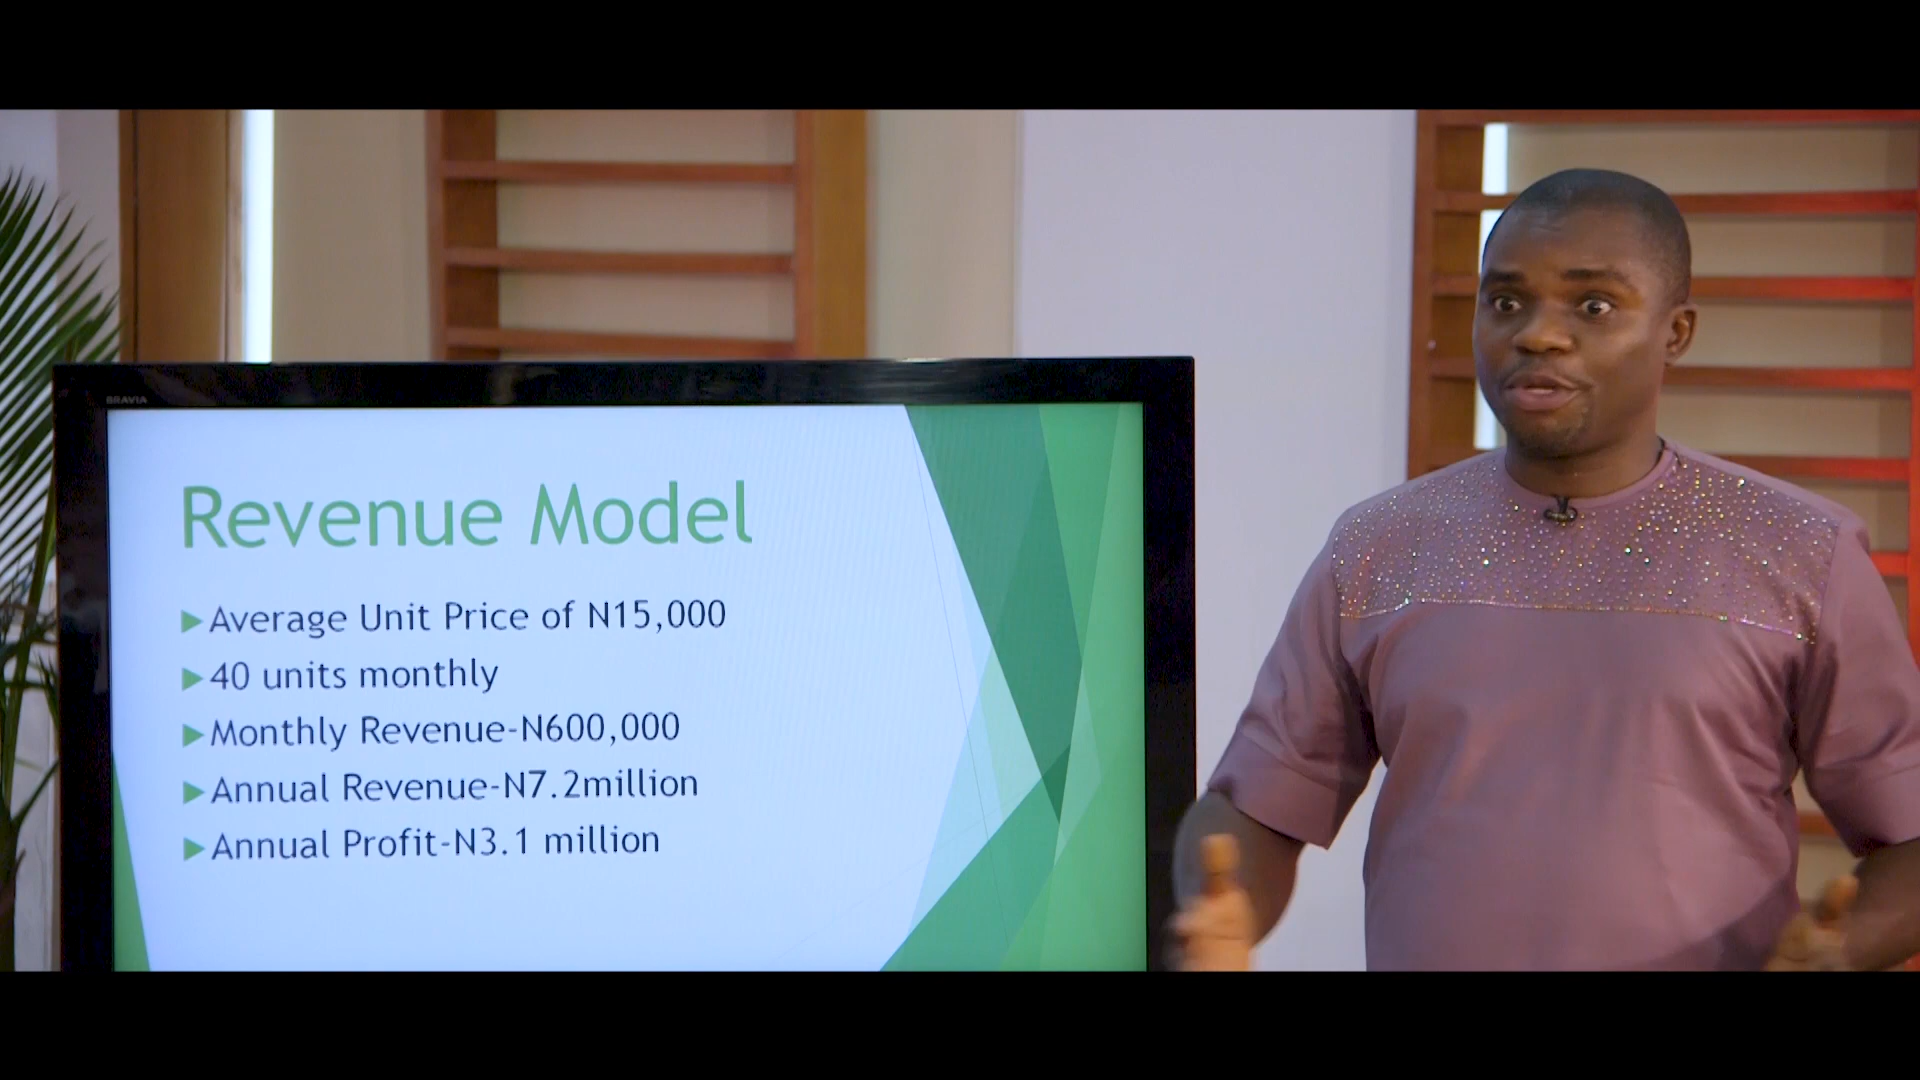 BRAVIA
Revenue Model
▶Average Unit Price of N15,000
▶40 units monthly
▶Monthly Revenue-N600,000
▶Annual Revenue-N7.2million
▶Annual Profit-N3.1 million